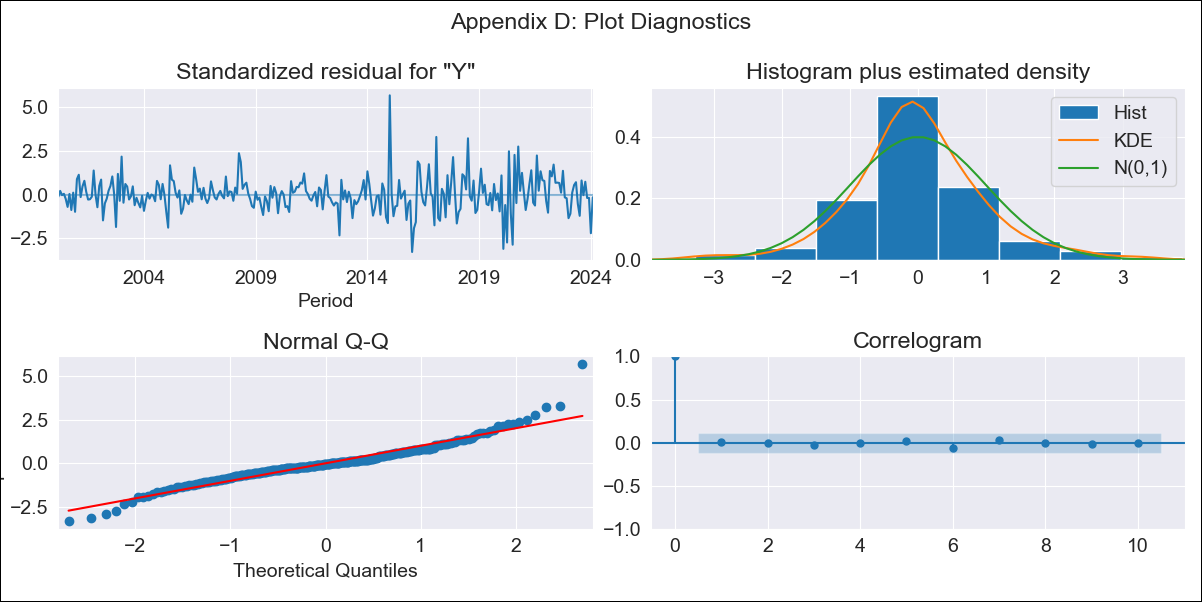 Appendix D: Plot Diagnostics
Standardized residual for "Y"
5.0
2.5
0.0
−2.5
2004 2009 2014 2019 2024
Period
Histogram plus estimated density
0.4
0.2
0.0
−3 −2 −1 0 1 2 3
Hist
KDE
N(0,1)
Normal Q-Q
5.0
2.5
0.0
−2.5
−2 −1 0 1 2
Theoretical Quantiles
Correlogram
1.0
0.5
0.0
−0.5
−1.0
0 2 4 6 8 10